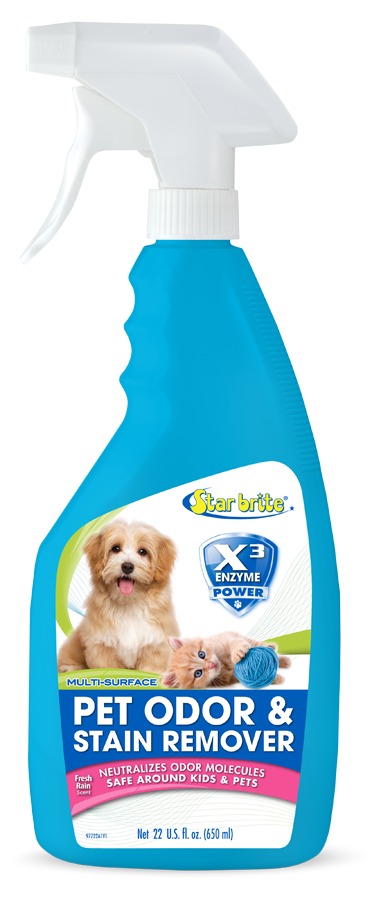 Star brite®
X3
ENZYME
POWER
MULTI-SURFACE
PET ODOR &
STAIN REMOVER
Fresh
Rain
Scent
NEUTRALIZES ODOR MOLECULES
SAFE AROUND KIDS & PETS
Net 22 U.S. fl. oz. (650 ml)